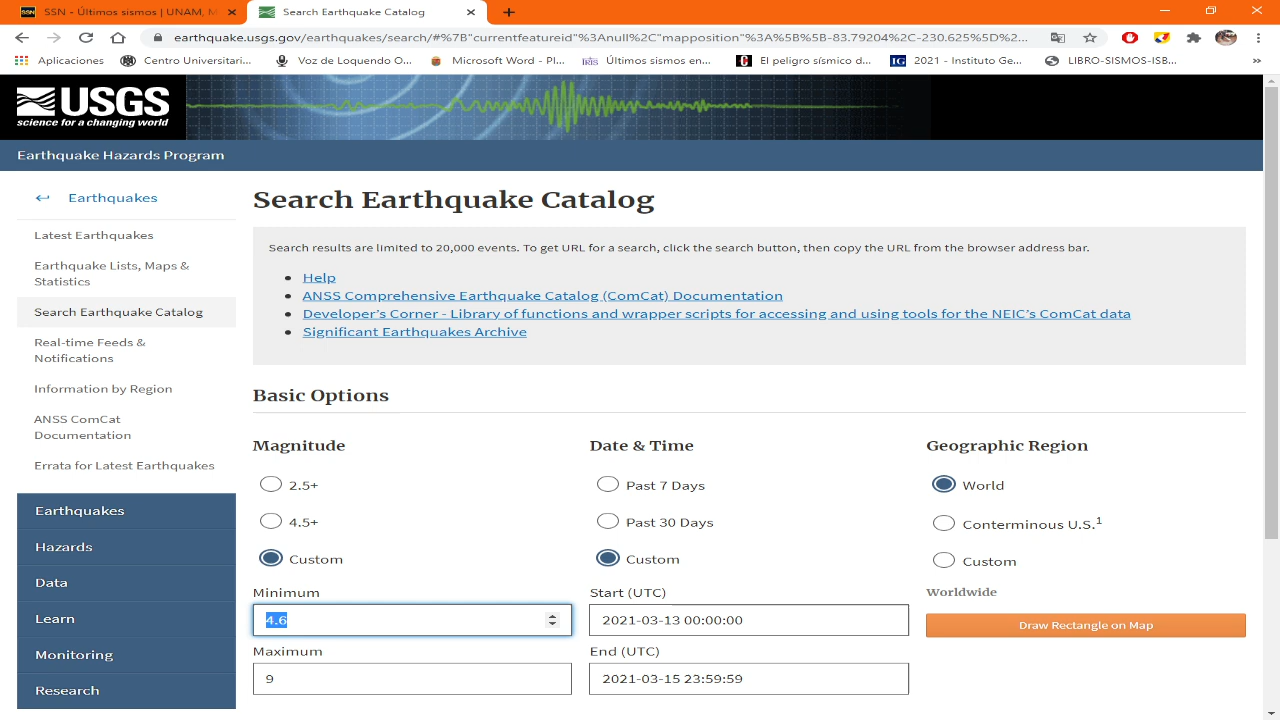 SSN - Últimos sismos | UNAM, M
Search Earthquake Catalog
earthquake.usgs.gov/earthquakes/search/#%7B"currentfeatureid"%3Anull%2C"mapposition"%3A%5B%5B-83.79204%2C-230.625%5D%2C...
Aplicaciones
Centro Universitari...
Voz de Loquendo O...
Microsoft Word - Pl...
Últimos sismos en...
El peligro sísmico d...
2021 - Instituto Ge...
LIBRO-SISMOS-ISB...
USGS
science for a changing world
Earthquake Hazards Program
Earthquakes
Latest Earthquakes
Earthquake Lists, Maps &
Statistics
Search Earthquake Catalog
Real-time Feeds &
Notifications
Information by Region
ANSS ComCat
Documentation
Errata for Latest Earthquakes
Earthquakes
Hazards
Data
Learn
Monitoring
Research
Search Earthquake Catalog
Search results are limited to 20,000 events. To get URL for a search, click the search button, then copy the URL from the browser address bar.
Help
ANSS Comprehensive Earthquake Catalog (ComCat) Documentation
Developer's Corner - Library of functions and wrapper scripts for accessing and using tools for the NEIC's ComCat data
Significant Earthquakes Archive
Basic Options
Magnitude
2.5+
4.5+
Custom
Minimum
4.6
Maximum
9
Date & Time
Past 7 Days
Past 30 Days
Custom
Start (UTC)
2021-03-13 00:00:00
End (UTC)
2021-03-15 23:59:59
Geographic Region
World
Conterminous U.S.1
Custom
Worldwide
Draw Rectangle on Map